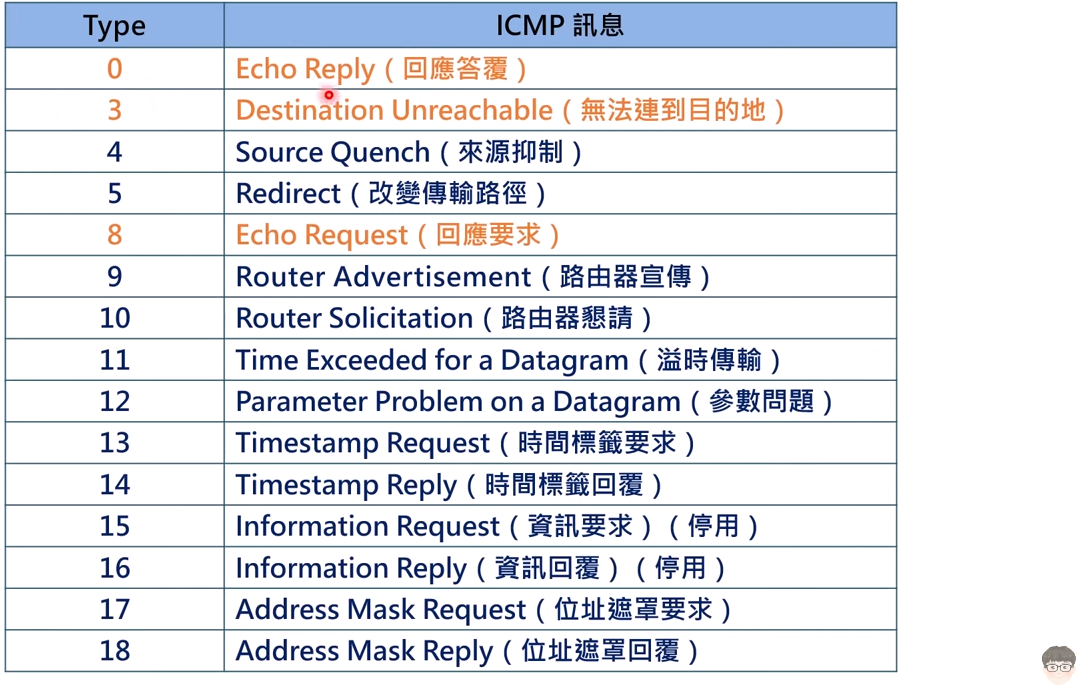 Type ICMP 訊息
0 Echo Reply（回應答覆）
3 Destination Unreachable（無法連到目的地）
4 Source Quench（來源抑制）
5 Redirect（改變傳輸路徑）
8 Echo Request（回應要求）
9 Router Advertisement（路由器宣傳）
10 Router Solicitation（路由器懇請）
11 Time Exceeded for a Datagram（溢時傳輸）
12 Parameter Problem on a Datagram（參數問題）
13 Timestamp Request（時間標籤要求）
14 Timestamp Reply（時間標籤回覆）
15 Information Request（資訊要求）（停用）
16 Information Reply（資訊回覆）（停用）
17 Address Mask Request（位址遮罩要求）
18 Address Mask Reply（位址遮罩回覆）